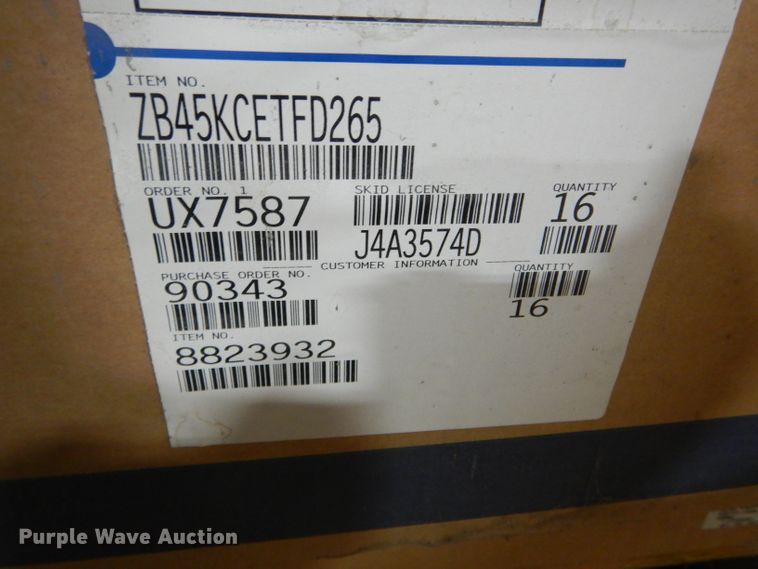 ITEM NO.
ZB45KCETFD265
ORDER NO. 1 SKID LICENSE QUANTITY
UX7587 16
J4A3574D
CUSTOMER INFORMATION
PURCHASE ORDER NO. QUANTITY
90343
16
ITEM NO.
8823932
Purple Wave Auction